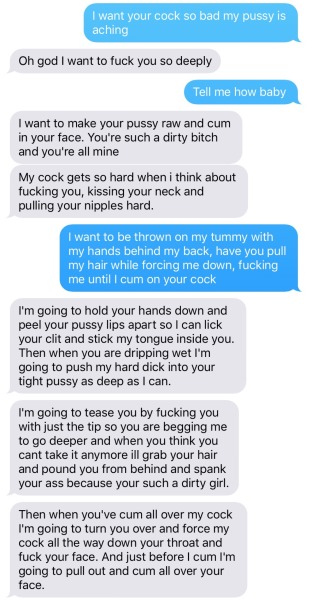 I want your cock so bad my pussy is
aching
Oh god I want to fuck you so deeply
Tell me how baby
I want to make your pussy raw and cum
in your face. You're such a dirty bitch
and you're all mine
My cock gets so hard when i think about
fucking you, kissing your neck and
pulling your nipples hard.
I want to be thrown on my tummy with
my hands behind my back, have you pull
my hair while forcing me down, fucking
me until I cum on your cock
I'm going to hold your hands down and
peel your pussy lips apart so I can lick
your clit and stick my tongue inside you.
Then when you are dripping wet I'm
going to push my hard dick into your
tight pussy as deep as I can.
I'm going to tease you by fucking you
with just the tip so you are begging me
to go deeper and when you think you
cant take it anymore ill grab your hair
and pound you from behind and spank
your ass because your such a dirty girl.
Then when you've cum all over my cock
I'm going to turn you over and force my
cock all the way down your throat and
fuck your face. And just before I cum I'm
going to pull out and cum all over your
face.